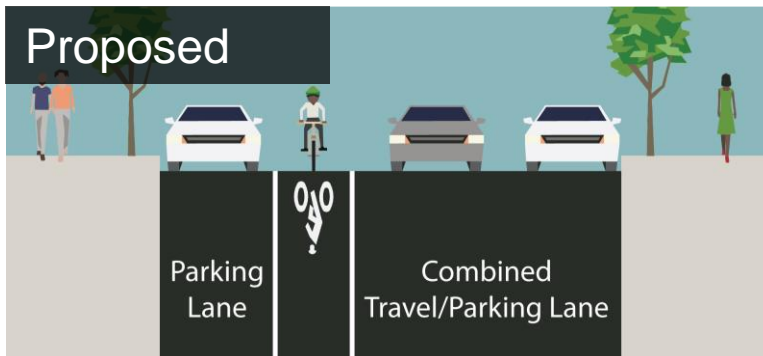 Proposed
Parking
Lane
Combined
Travel/Parking Lane